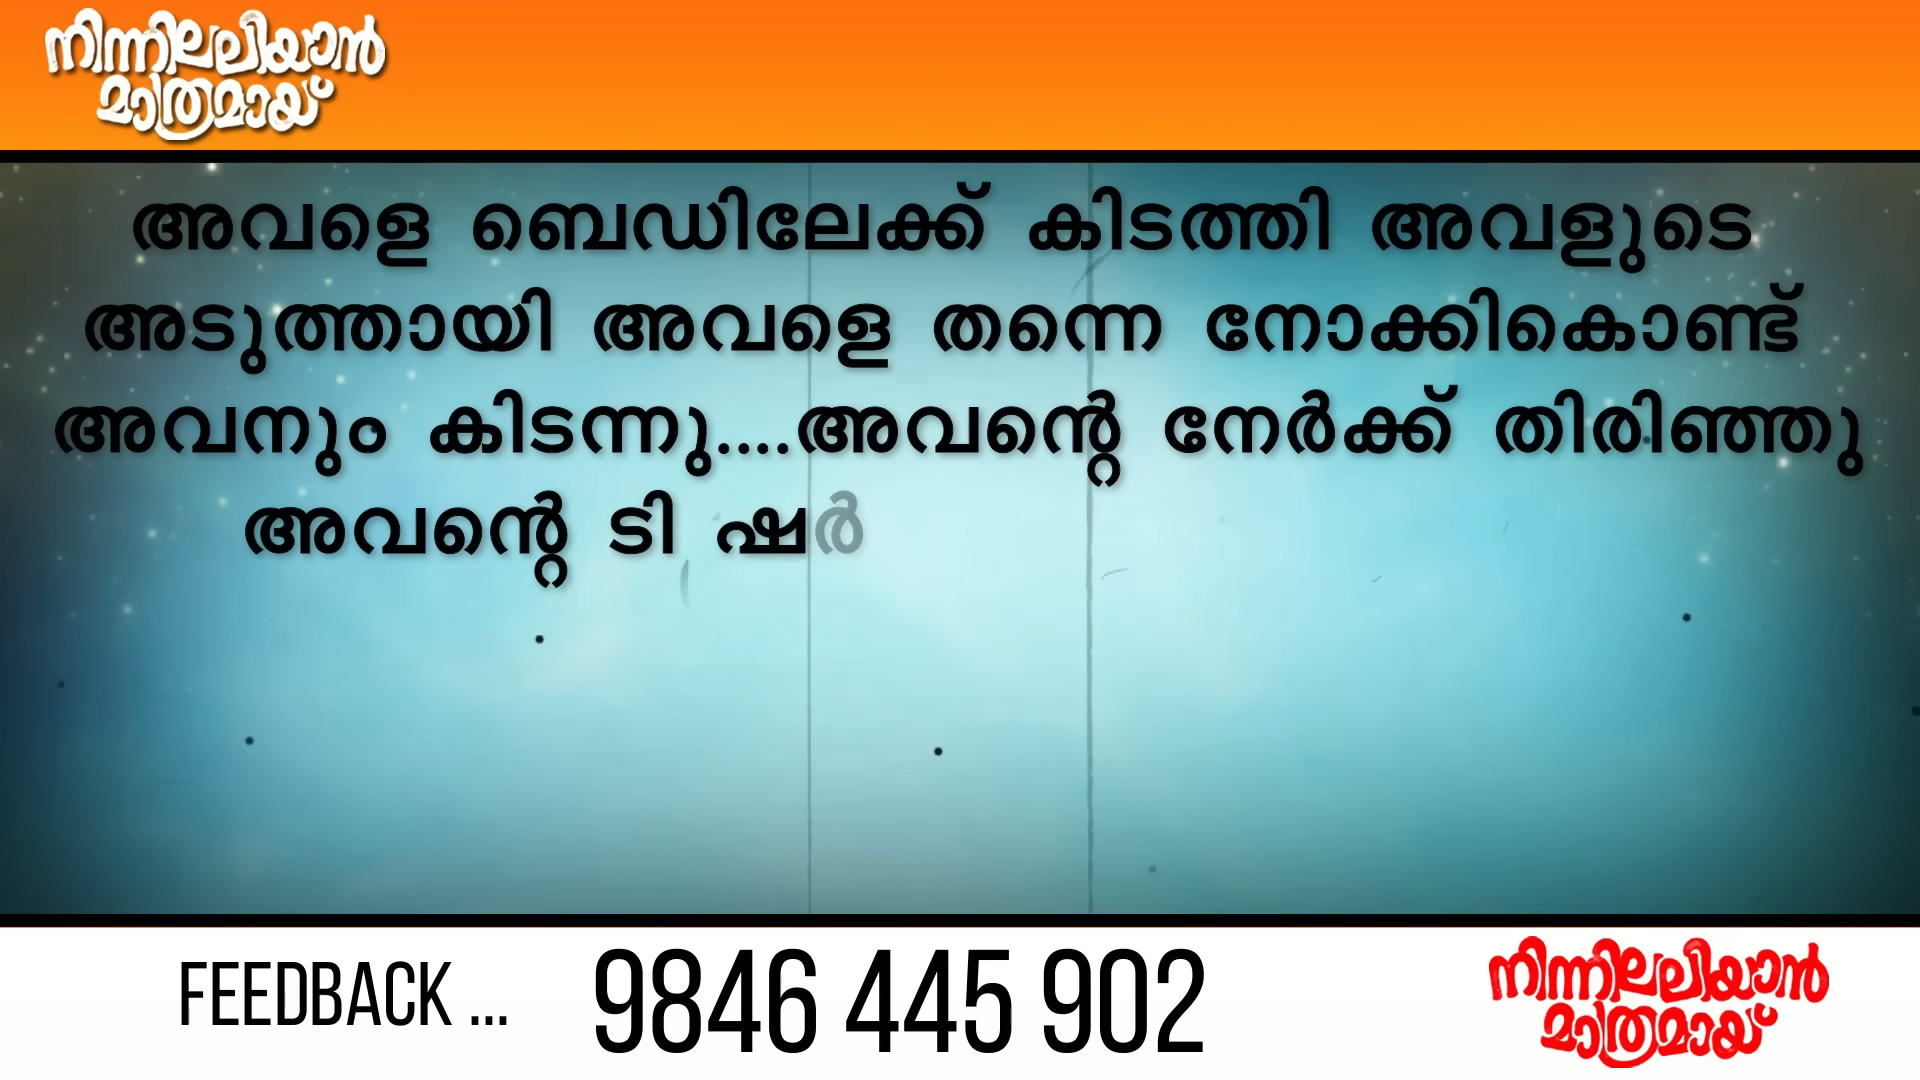 നിന്നിലലിയാൻ
മാത്രമായ്
അവളെ ബെഡിലേക്ക് കിടത്തി അവളുടെ
അടുത്തായി അവളെ തന്നെ നോക്കികൊണ്ട്
അവനും കിടന്നു....അവന്റെ നേർക്ക് തിരിഞ്ഞു
അവന്റെ ടി ഷർ
FEEDBACK ... 9846 445 902
നിന്നിലലിയാൻ
മാത്രമായ്